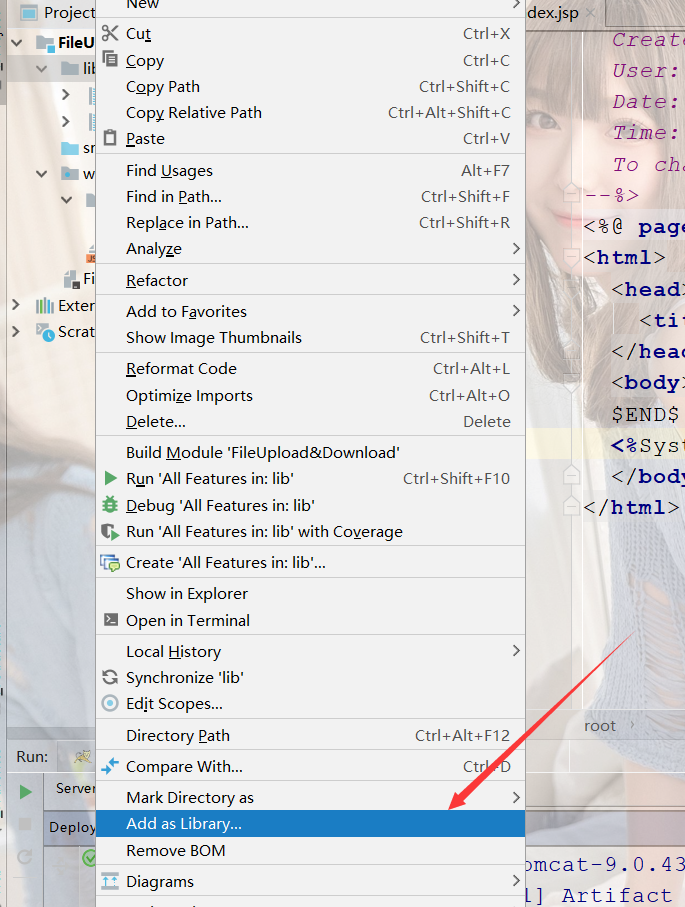 Project
New
dex.jsp
FileU
Cut Ctrl+X
lib
Copy Ctrl+C
Copy Path Ctrl+Shift+C
Copy Relative Path Ctrl+Alt+Shift+C
Paste Ctrl+V
Find Usages Alt+F7
Find in Path... Ctrl+Shift+F
Replace in Path... Ctrl+Shift+R
Analyze
Refactor
Add to Favorites
Show Image Thumbnails Ctrl+Shift+T
Reformat Code Ctrl+Alt+L
Optimize Imports Ctrl+Alt+O
Delete... Delete
Build Module 'FileUpload&Download'
Run 'All Features in: lib' Ctrl+Shift+F10
Debug 'All Features in: lib'
Run 'All Features in: lib' with Coverage
Create 'All Features in: lib'...
Show in Explorer
Open in Terminal
Local History
Synchronize 'lib'
Edit Scopes...
Directory Path Ctrl+Alt+F12
Compare With... Ctrl+D
Mark Directory as
Add as Library...
Remove BOM
Diagrams
sr
w
Fi
Exter
Scrat
Run:
Server
Deploy
Create
User:
Date:
Time:
To cha
--%>
<%@ page
<html>
<head>
<tit
</head
<body>
$END$
<%Syst
</body
</html>
root
omcat-9.0.43
l] Artifact